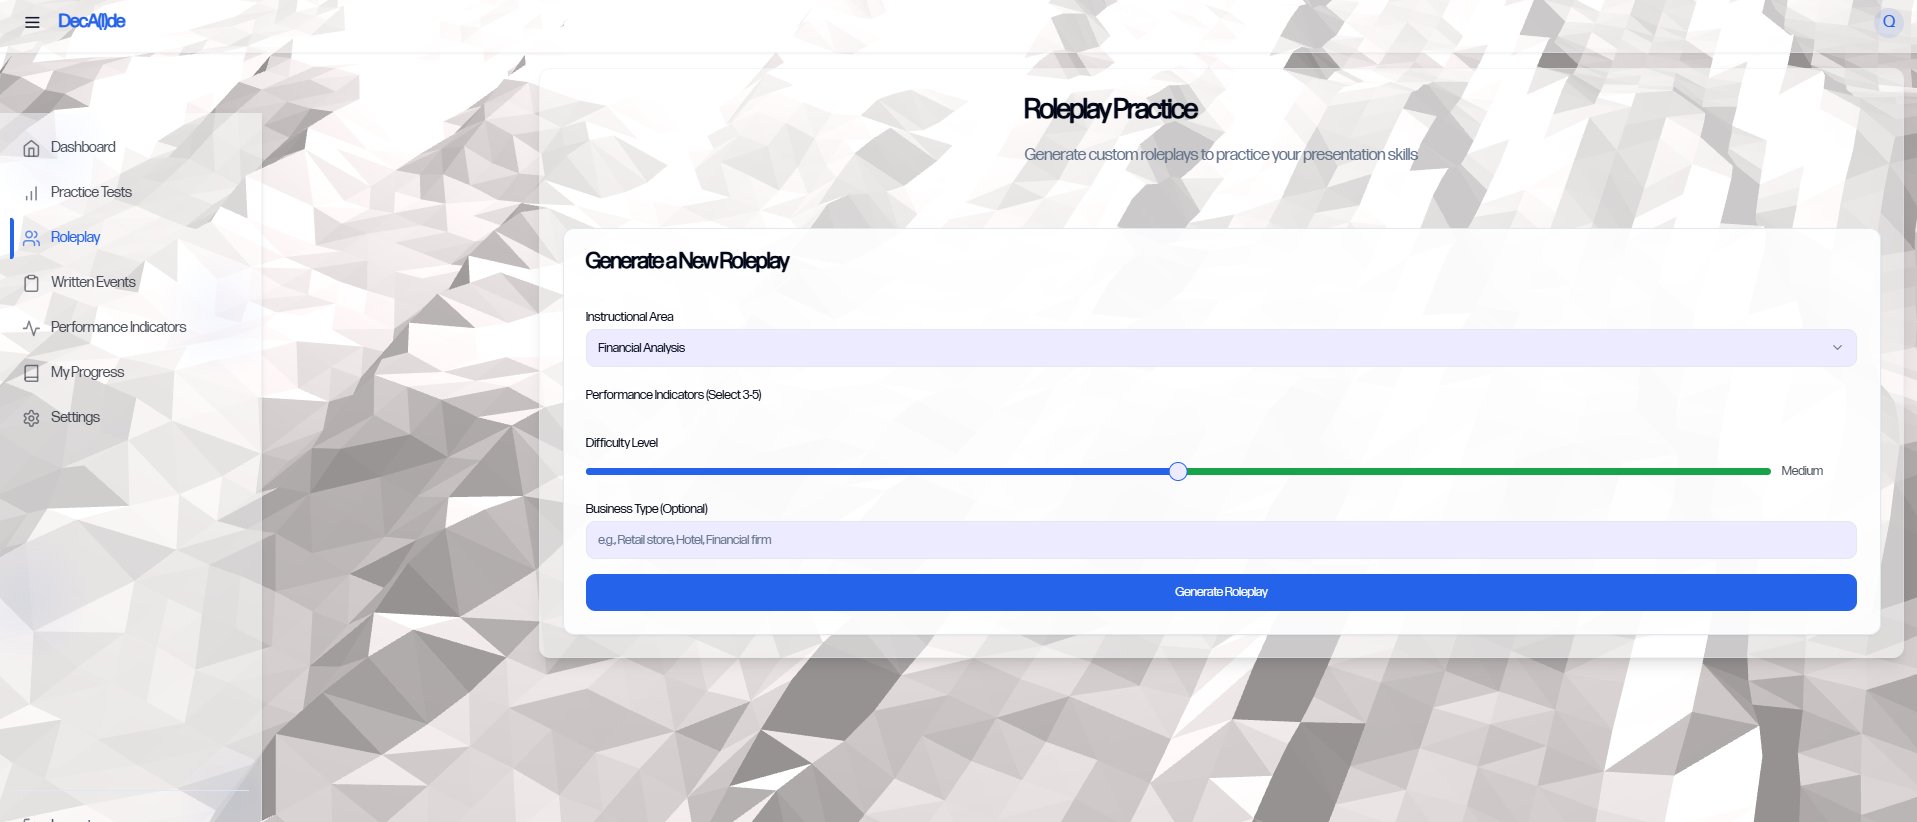 DecA(I)de
Q
Roleplay Practice
Generate custom roleplays to practice your presentation skills
Dashboard
Practice Tests
Roleplay
Written Events
Performance Indicators
My Progress
Settings
Generate a New Roleplay
Instructional Area
Financial Analysis
Performance Indicators (Select 3-5)
Difficulty Level
Medium
Business Type (Optional)
e.g., Retail store, Hotel, Financial firm
Generate Roleplay